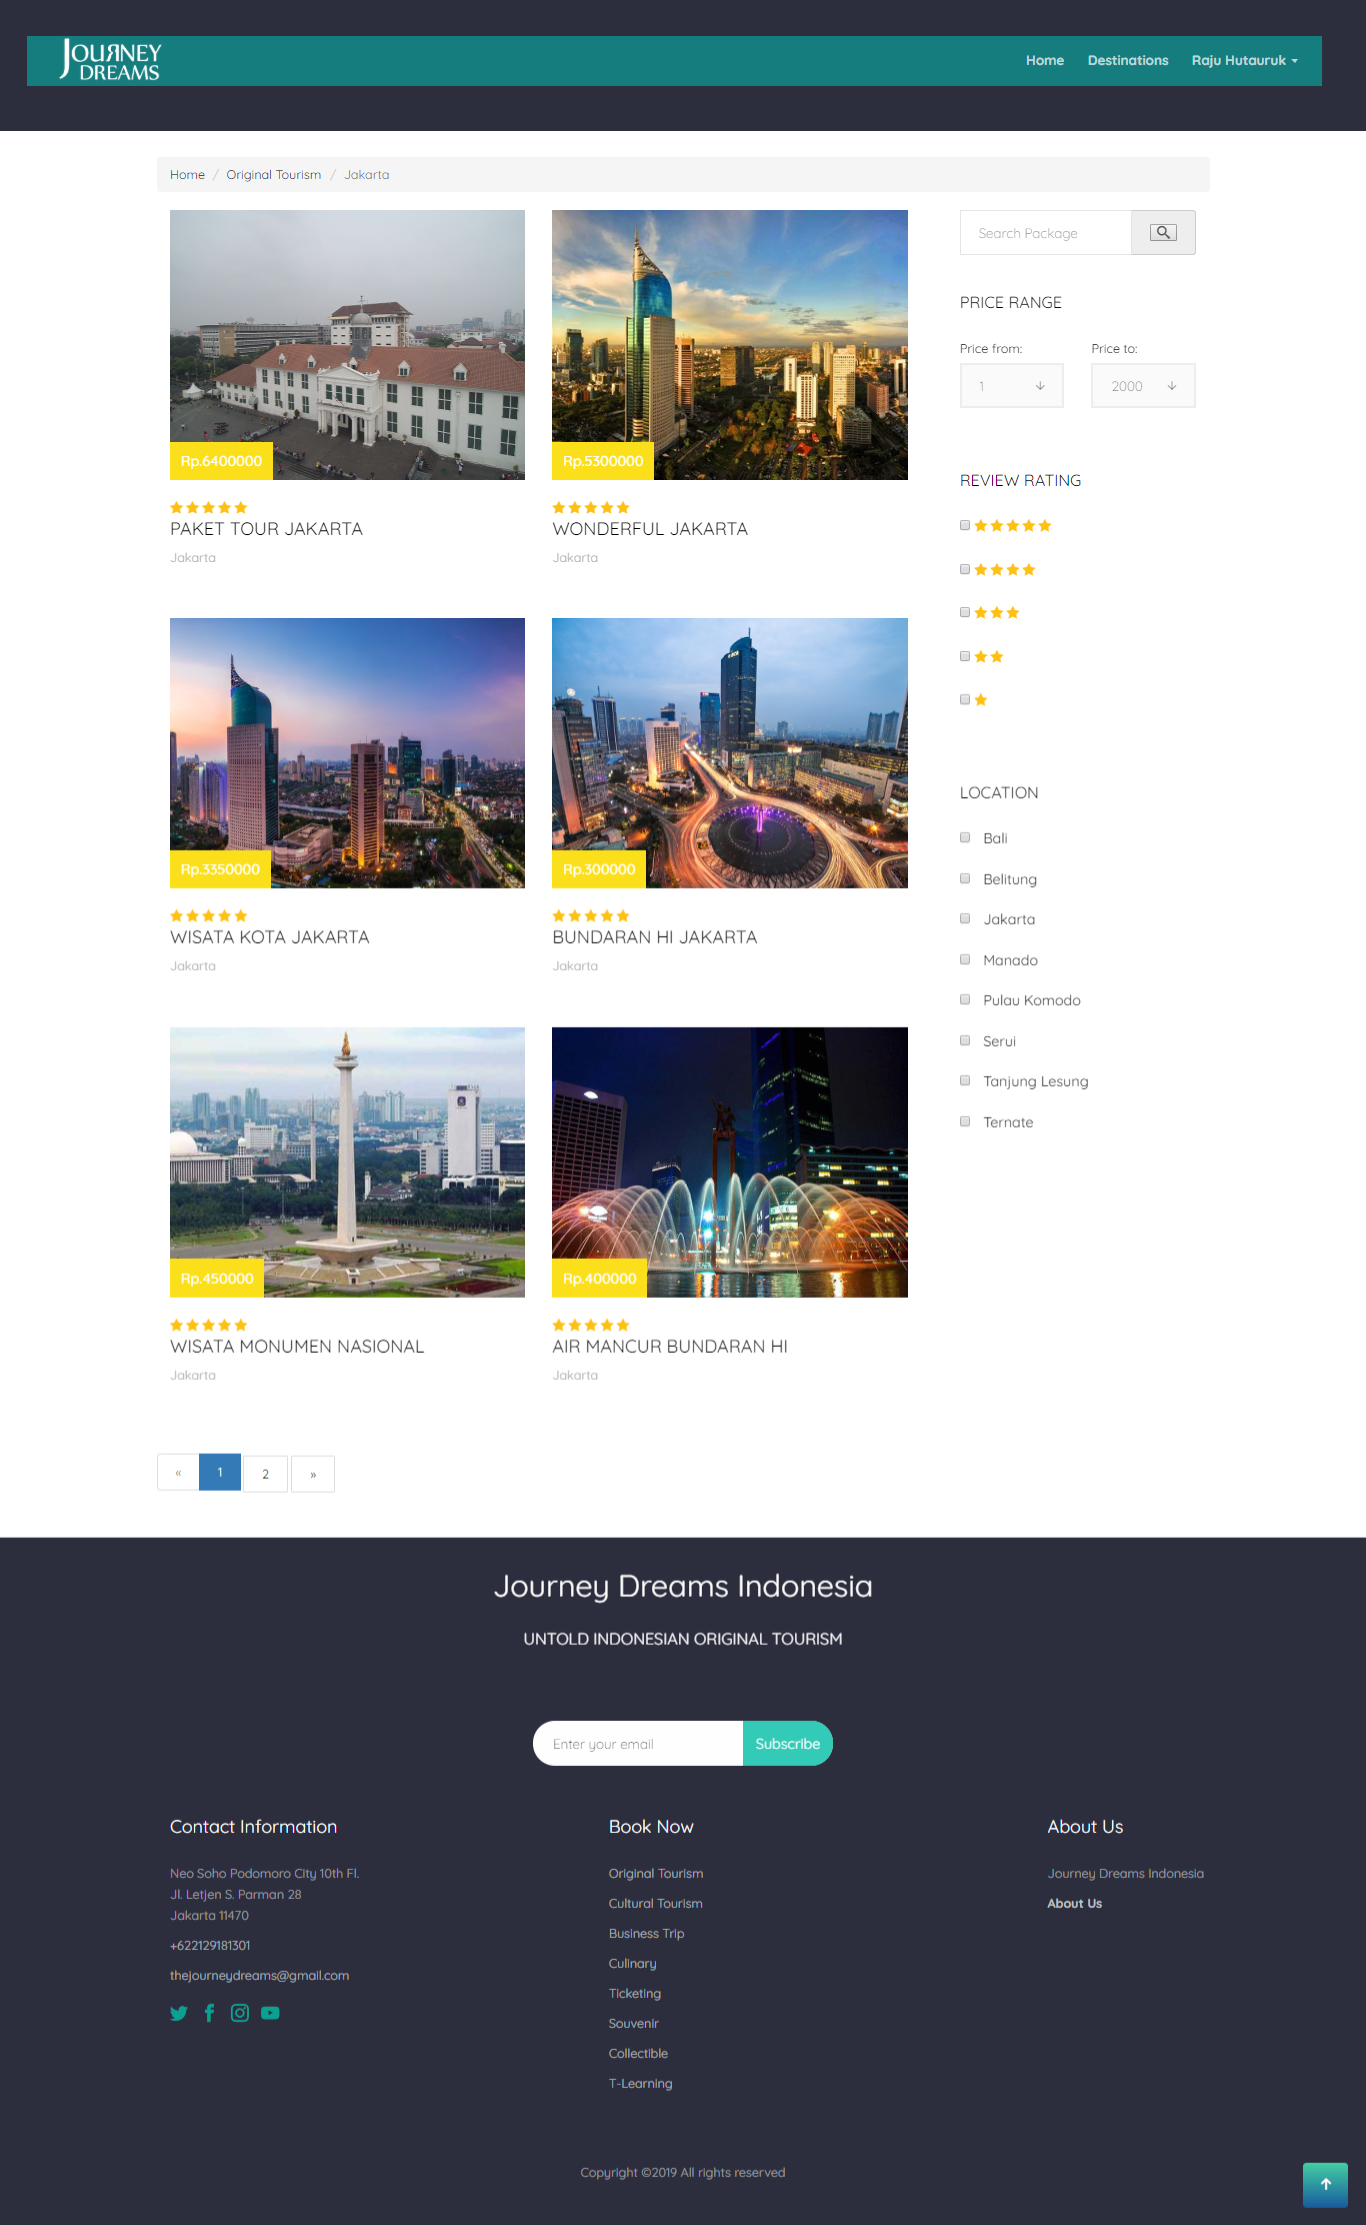 JOURNEY
DREAMS
Home Destinations Raju Hutauruk
Home / Original Tourism / Jakarta
Search Package
PRICE RANGE
Price from: Price to:
1 2000
REVIEW RATING
LOCATION
Bali
Belitung
Jakarta
Manado
Pulau Komodo
Serui
Tanjung Lesung
Ternate
Rp.6400000
PAKET TOUR JAKARTA
Jakarta
Rp.5300000
WONDERFUL JAKARTA
Jakarta
Rp.3350000
WISATA KOTA JAKARTA
Jakarta
Rp.300000
BUNDARAN HI JAKARTA
Jakarta
Rp.450000
WISATA MONUMEN NASIONAL
Jakarta
Rp.400000
AIR MANCUR BUNDARAN HI
Jakarta
« 1 2 »
Journey Dreams Indonesia
UNTOLD INDONESIAN ORIGINAL TOURISM
Enter your email Subscribe
Contact Information
Neo Soho Podomoro City 10th Fl.
Jl. Letjen S. Parman 28
Jakarta 11470
+622129181301
thejourneydreams@gmail.com
Book Now
Original Tourism
Cultural Tourism
Business Trip
Culinary
Ticketing
Souvenir
Collectible
T-Learning
About Us
Journey Dreams Indonesia
About Us
Copyright ©2019 All rights reserved